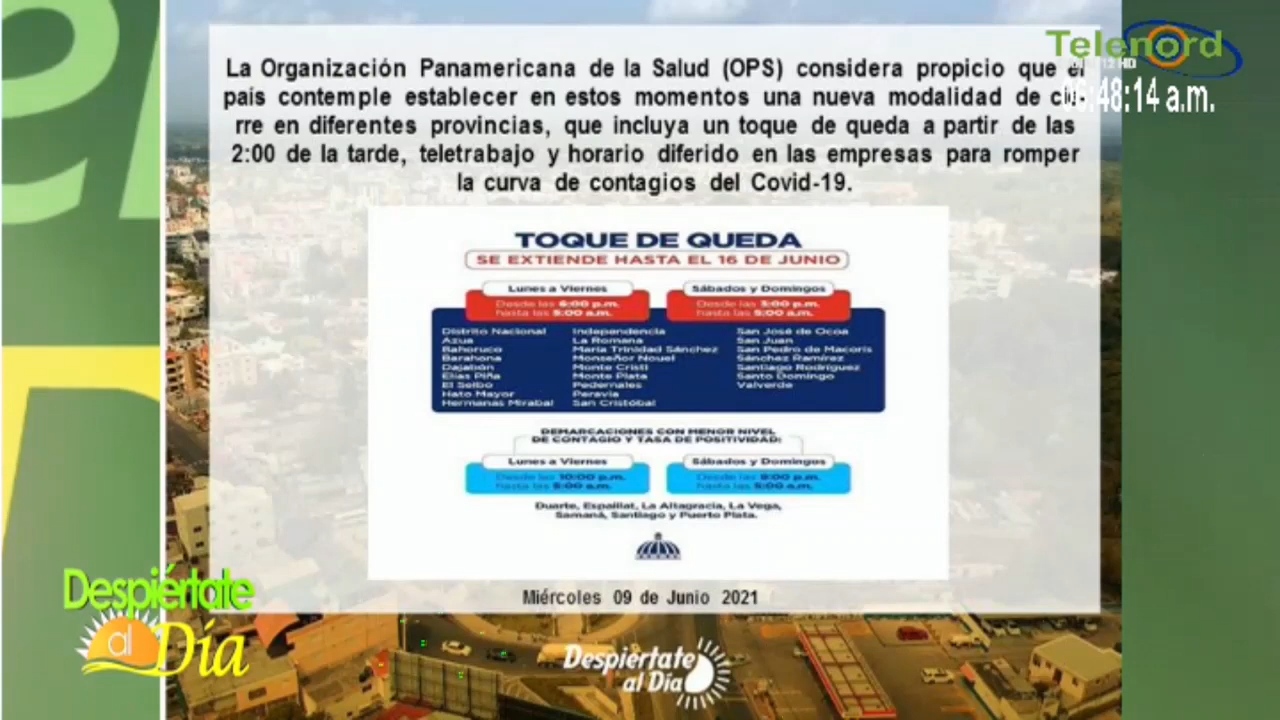 Telenord
06:48:14 a.m.
La Organización Panamericana de la Salud (OPS) considera propicio que el
país contemple establecer en estos momentos una nueva modalidad de
rre en diferentes provincias, que incluya un toque de queda a partir de las
2:00 de la tarde, teletrabajo y horario diferido en las empresas para romper
la curva de contagios del Covid-19.
TOQUE DE QUEDA
SE EXTIENDE HASTA EL 16 DE JUNIO
Lunes a Viernes
Desde las 6:00 p.m.
hasta las 5:00 a.m.
Sábados y Domingos
Desde las 3:00 p.m.
hasta las 5:00 a.m.
Distrito Nacional
Azua
Bahoruco
Barahona
Dajabón
Elías Piña
El Seibo
Hato Mayor
Hermanas Mirabal
Independencia
La Romana
María Trinidad Sánchez
Monseñor Nouel
Monte Cristi
Monte Plata
Pedernales
Peravia
San Cristóbal
San José de Ocoa
San Juan
San Pedro de Macorís
Sánchez Ramírez
Santiago Rodríguez
Santo Domingo
Valverde
DEMARCACIONES CON MENOR NIVEL
DE CONTAGIO Y TASA DE POSITIVIDAD:
Lunes a Viernes
Desde las 10:00 p.m.
hasta las 5:00 a.m.
Sábados y Domingos
Desde las 9:00 p.m.
hasta las 5:00 a.m.
Duarte, Espaillat, La Altagracia, La Vega,
Samaná, Santiago y Puerto Plata.
Miércoles 09 de Junio 2021
Despiértate
al Día
Despiértate
al Día